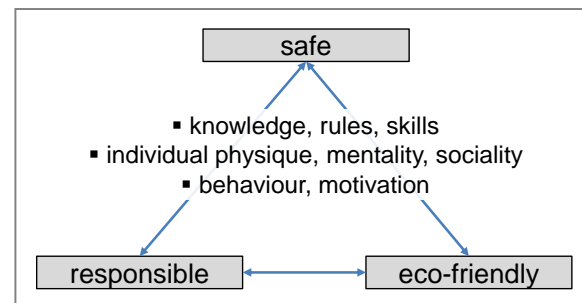 safe
▪ knowledge, rules, skills
▪ individual physique, mentality, sociality
▪ behaviour, motivation
responsible
eco-friendly